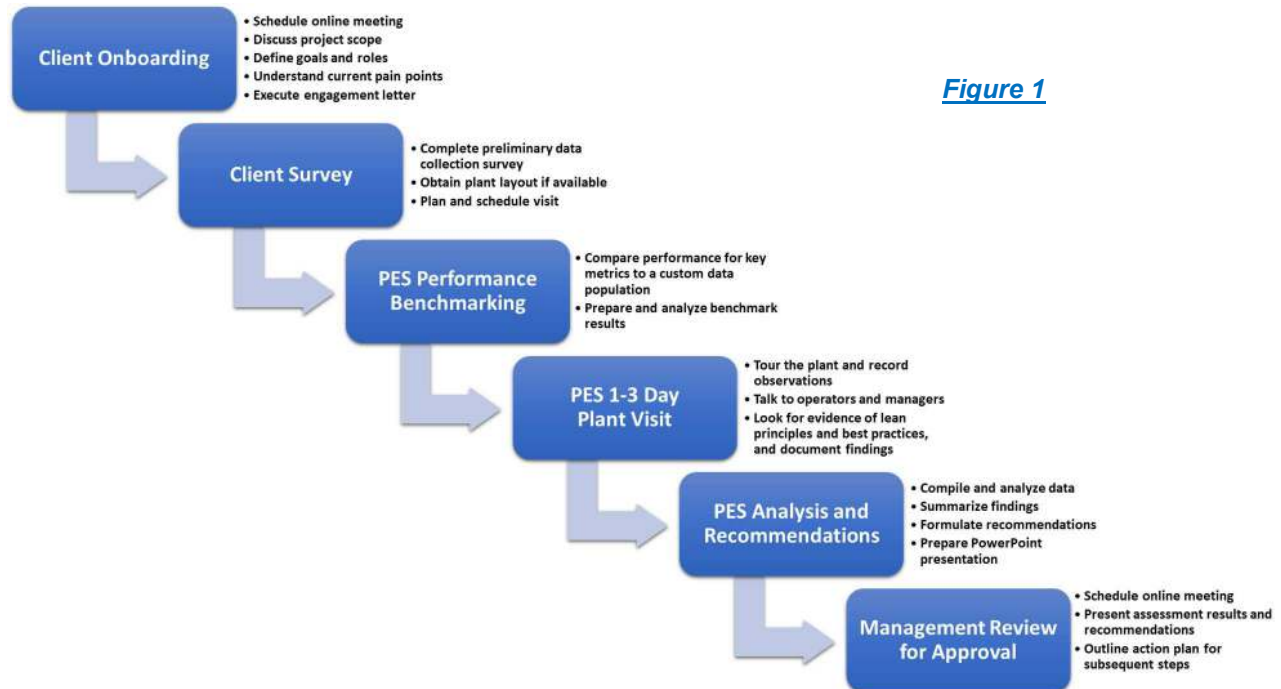 Client Onboarding
• Schedule online meeting
• Discuss project scope
• Define goals and roles
• Understand current pain points
• Execute engagement letter
Figure 1
Client Survey
• Complete preliminary data
collection survey
• Obtain plant layout if available
• Plan and schedule visit
PES Performance
Benchmarking
• Compare performance for key
metrics to a custom data
population
• Prepare and analyze benchmark
results
PES 1-3 Day
Plant Visit
• Tour the plant and record
observations
• Talk to operators and managers
• Look for evidence of lean
principles and best practices,
and document findings
PES Analysis and
Recommendations
• Compile and analyze data
• Summarize findings
• Formulate recommendations
• Prepare PowerPoint
presentation
Management Review
for Approval
• Schedule online meeting
• Present assessment results and
recommendations
• Outline action plan for
subsequent steps